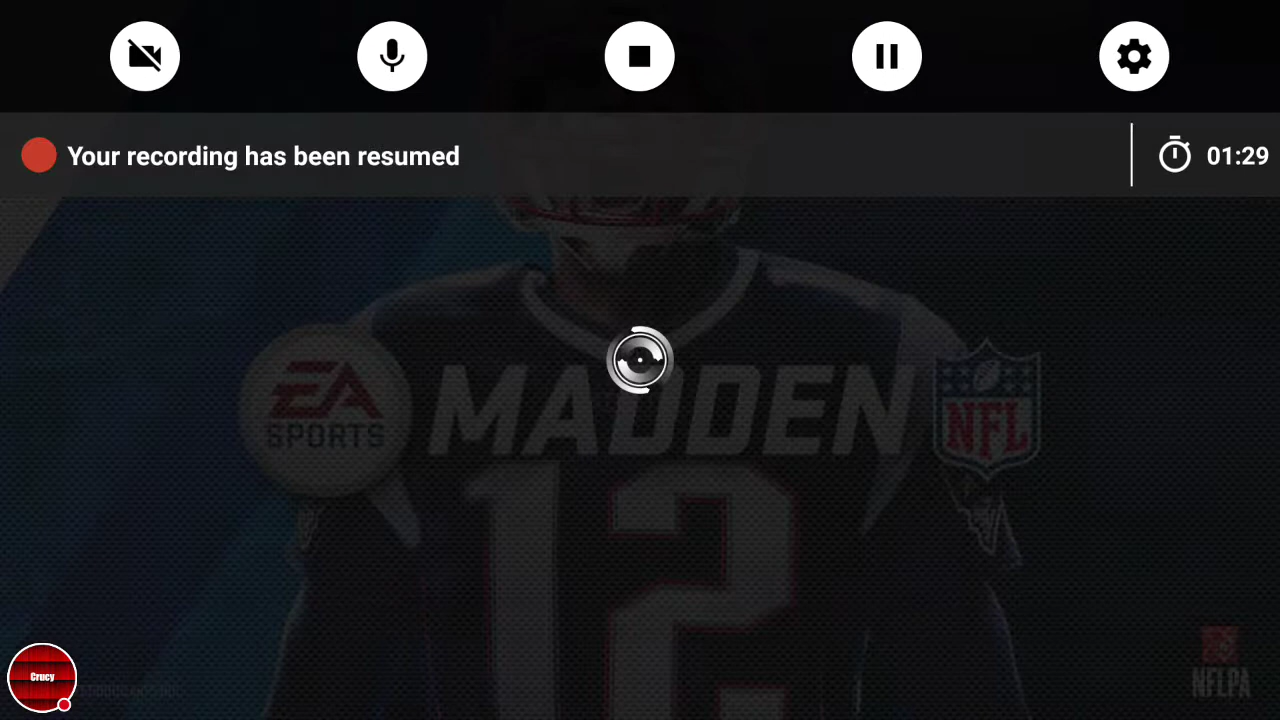 Your recording has been resumed
01:29
EA
SPORTS
MADDEN
NFL
12
Crucy
NFLPA